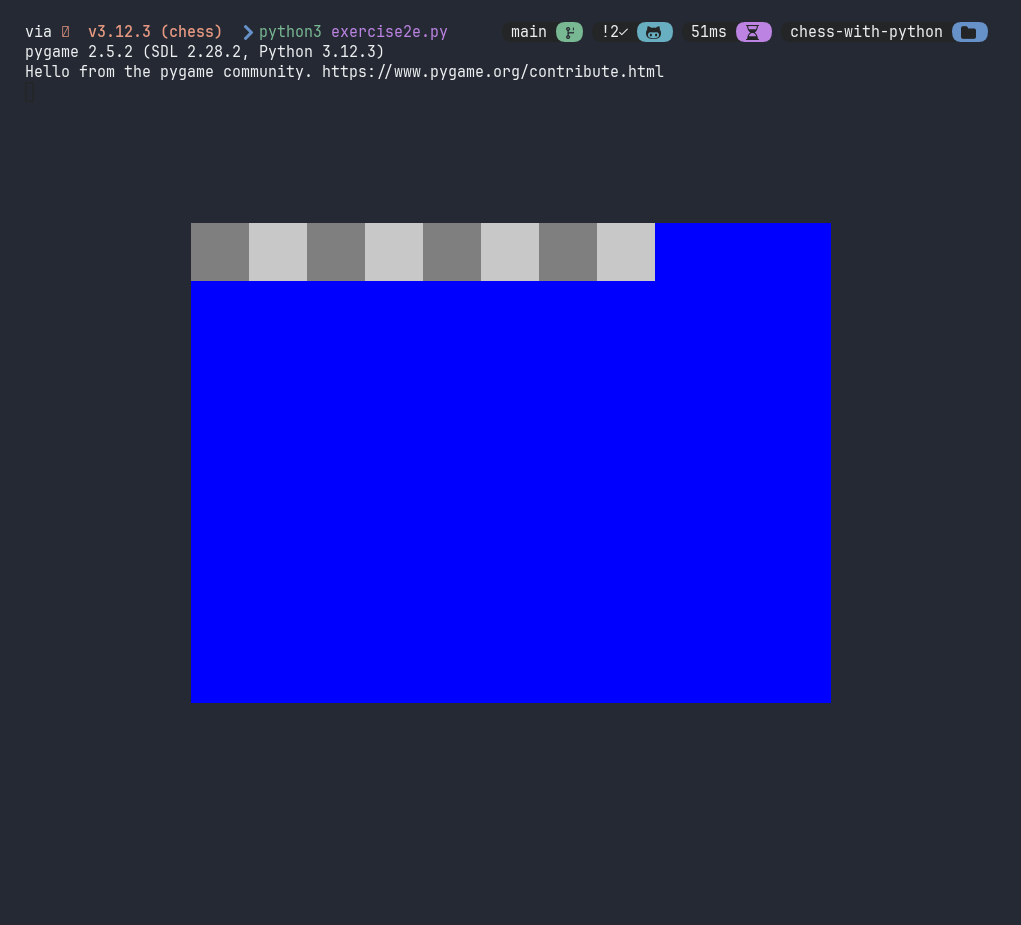 via v3.12.3 (chess) ❯python3 exercise2e.py main !2✓ 51ms chess-with-python
pygame 2.5.2 (SDL 2.28.2, Python 3.12.3)
Hello from the pygame community. https://www.pygame.org/contribute.html